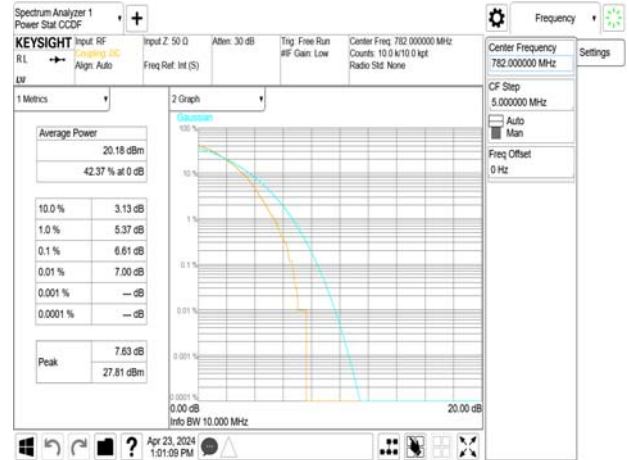 Spectrum Analyzer 1
Power Stat CCDF
+
KEYSIGHT
RL
LXI
Input: RF
Coupling: DC
Align: Auto
Input Z: 50 Ω
Freq Ref: Int (S)
Atten: 30 dB
Trig: Free Run
#IF Gain: Low
Center Freq: 782.000000 MHz
Counts: 10.0 k/10.0 kpt
Radio Std: None
1 Metrics
Average Power
20.18 dBm
42.37 % at 0 dB
10.0 % 3.13 dB
1.0 % 5.37 dB
0.1 % 6.61 dB
0.01 % 7.00 dB
0.001 % --- dB
0.0001 % --- dB
Peak
7.63 dB
27.81 dBm
2 Graph
Gaussian
100 %
10 %
1 %
0.1 %
0.01 %
0.001 %
0.0001 %
0.00 dB 20.00 dB
Info BW 10.000 MHz
Frequency
Center Frequency
782.000000 MHz
Settings
CF Step
5.000000 MHz
Auto
Man
Freq Offset
0 Hz
?
Apr 23, 2024
1:01:09 PM